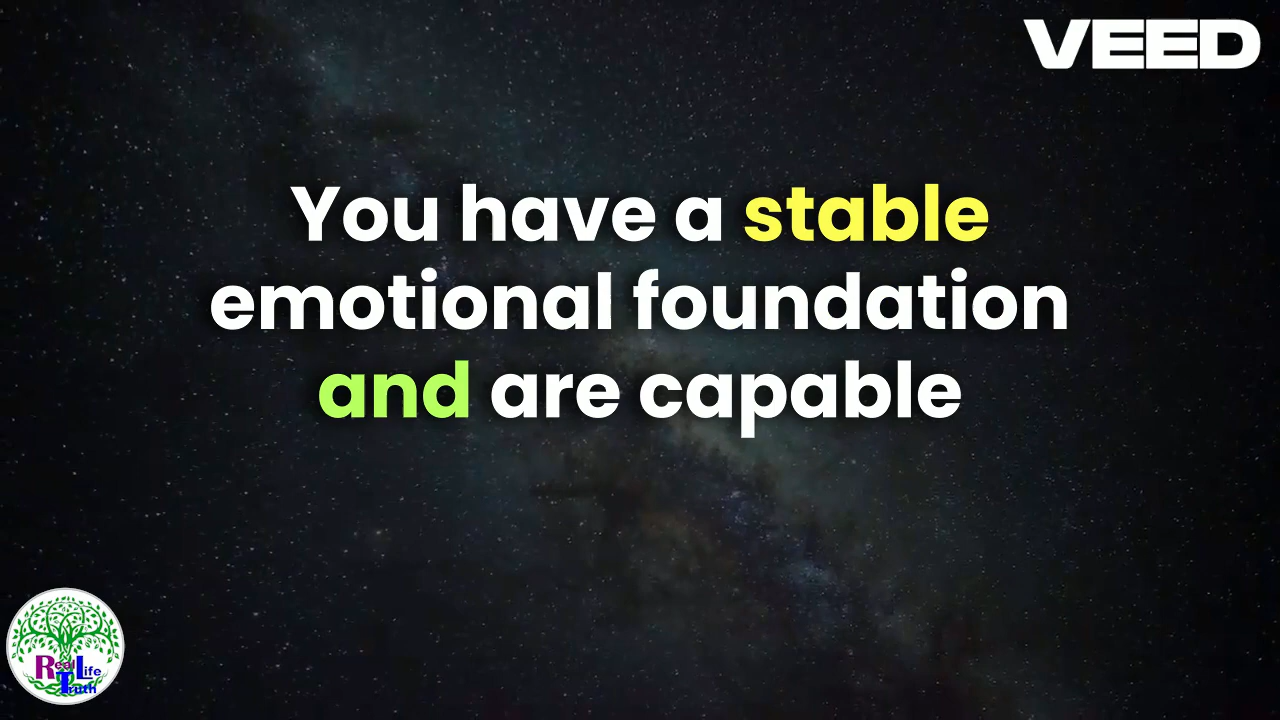 VEED
You have a stable
emotional foundation
and are capable
Real Life
Truth